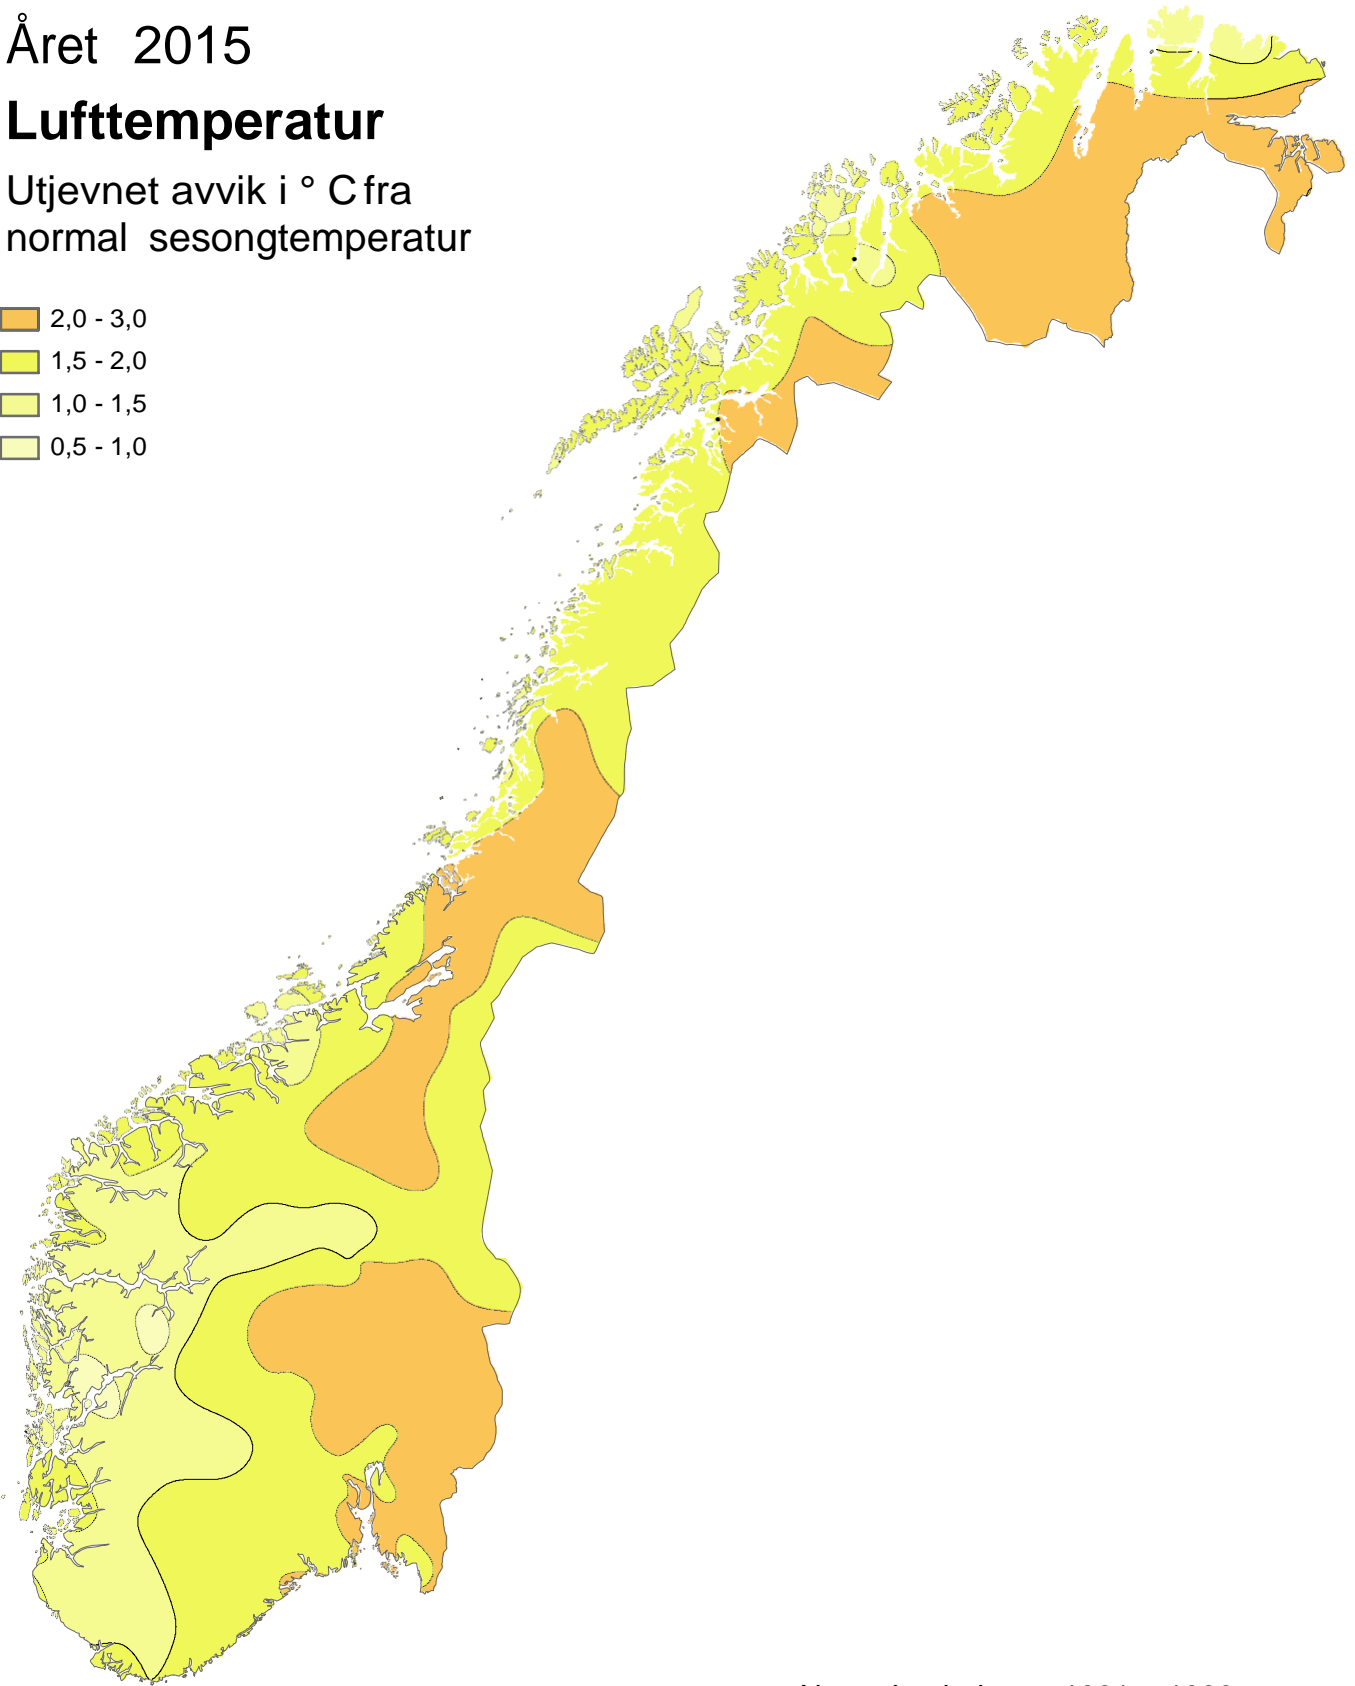 Året 2015
Lufttemperatur
Utjevnet avvik i ° C fra
normal sesongtemperatur
2,0 - 3,0
1,5 - 2,0
1,0 - 1,5
0,5 - 1,0